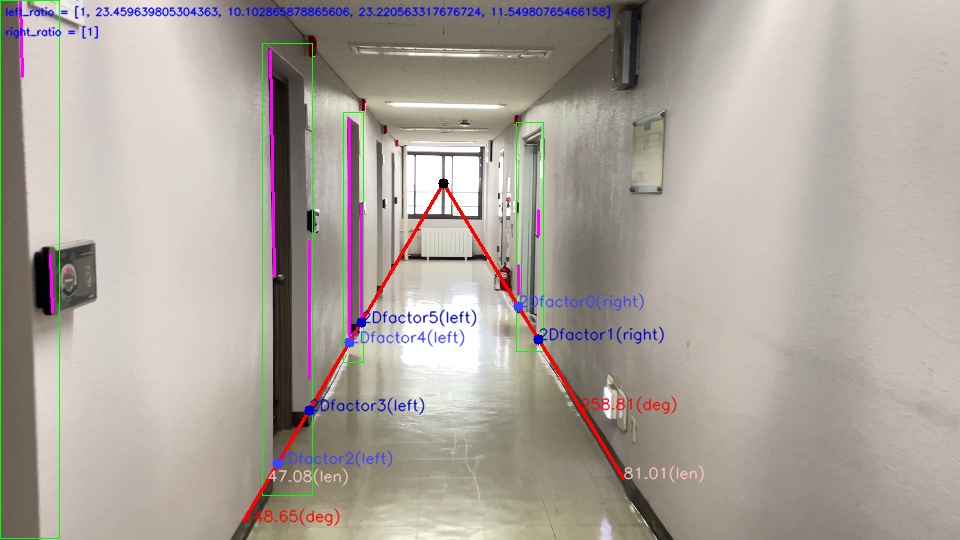 left_ratio = [1, 23.459639805304363, 10.102865878865606, 23.220563317676724, 11.54980765466158]
right_ratio = [1]
2Dfactor0(right)
2Dfactor5(left)
2Dfactor4(left)
2Dfactor1(right)
2Dfactor3(left)
258.81(deg)
2Dfactor2(left)
47.08(len)
81.01(len)
48.65(deg)